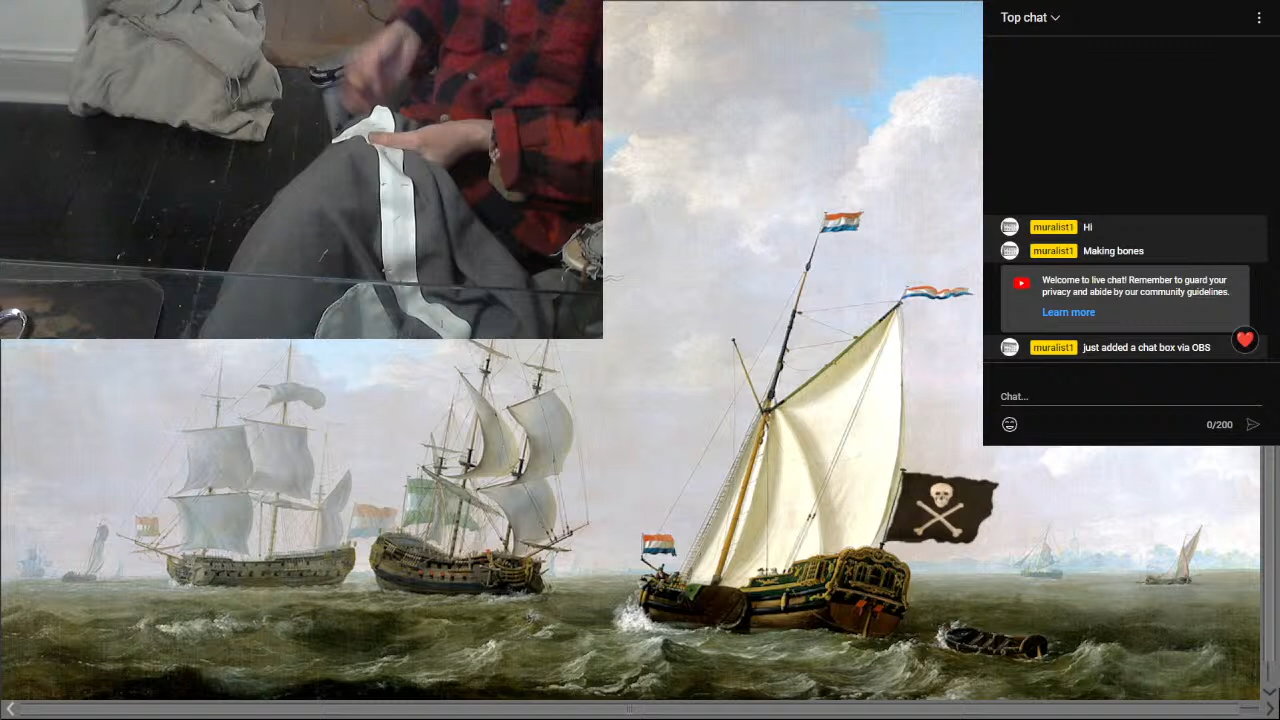 Top chat
muralist1 Hi
muralist1 Making bones
Welcome to live chat! Remember to guard your
privacy and abide by our community guidelines.
Learn more
muralist1 just added a chat box via OBS
Chat...
0/200